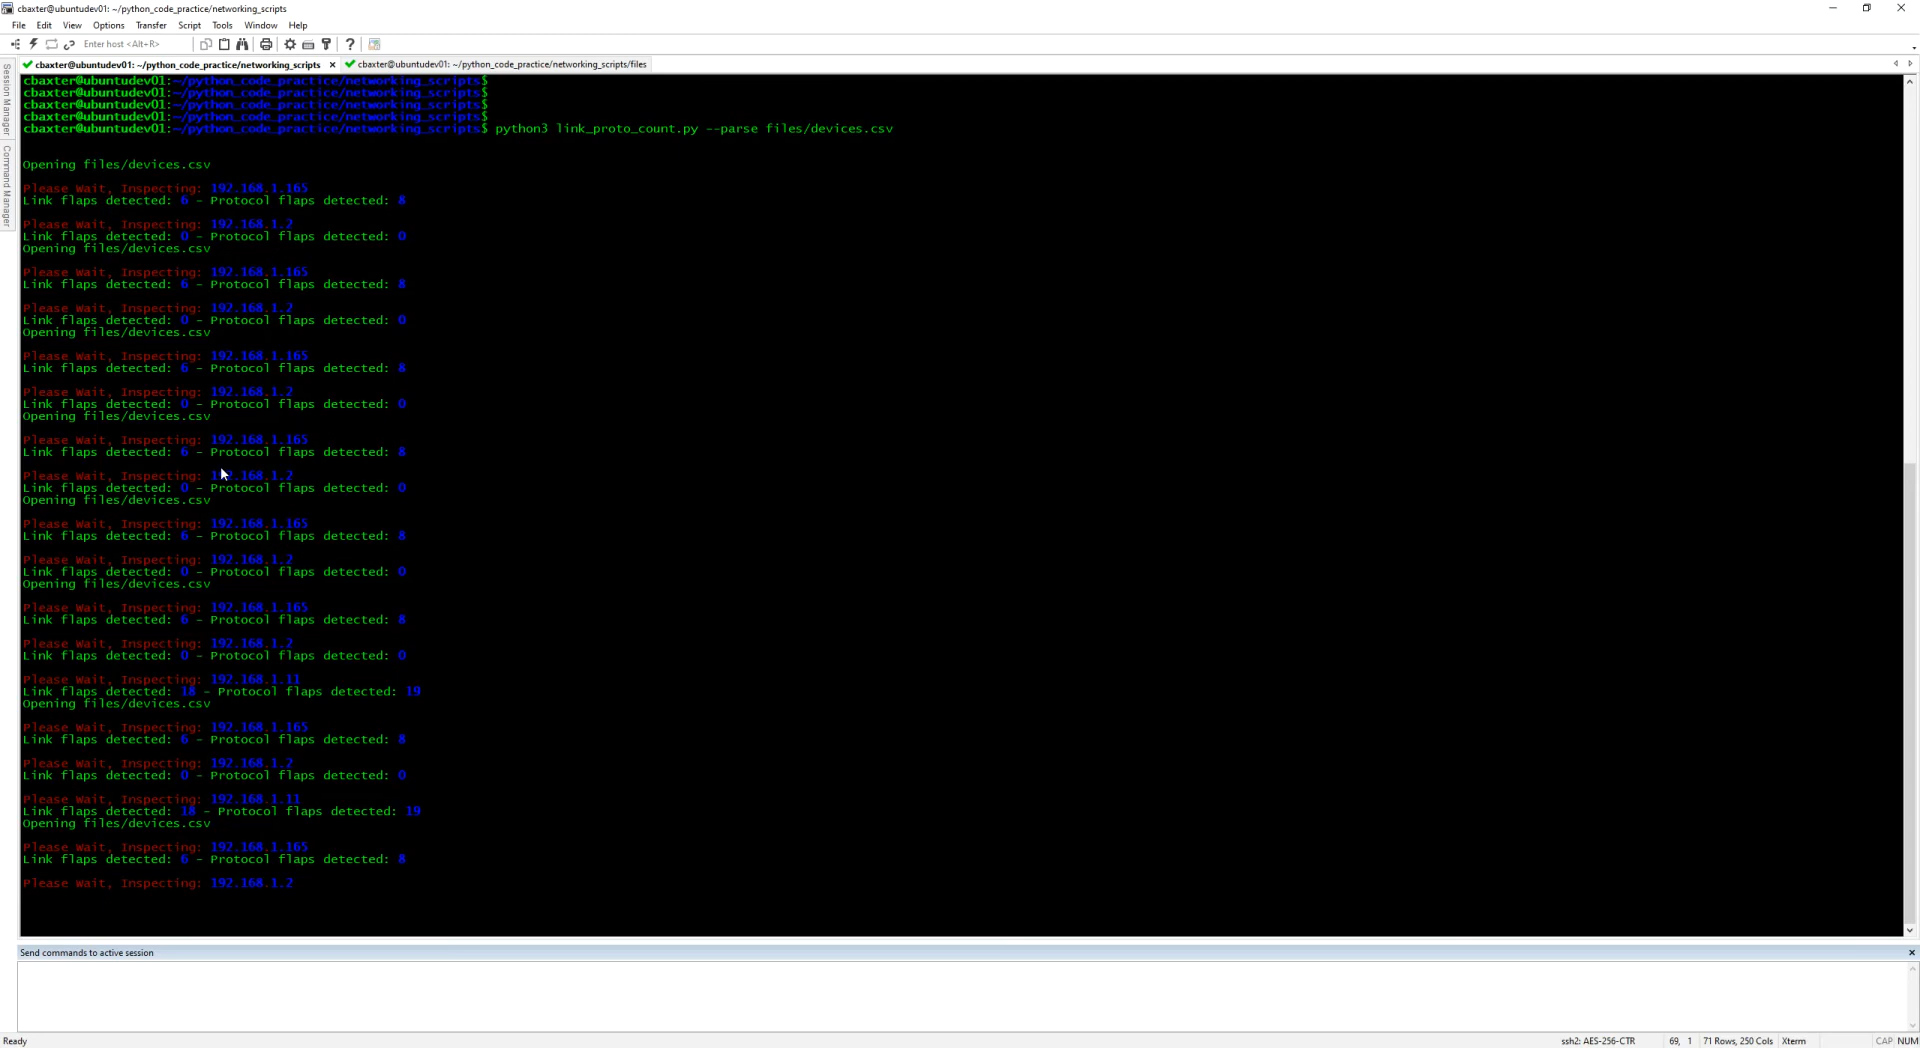 cbaxter@ubuntudev01: ~/python_code_practice/networking_scripts
File Edit View Options Transfer Script Tools Window Help
Enter host <Alt+R>
cbaxter@ubuntudev01: ~/python_code_practice/networking_scripts × cbaxter@ubuntudev01: ~/python_code_practice/networking_scripts/files
Session Manager
Command Manager
cbaxter@ubuntudev01:~/python_code_practice/networking_scripts$
cbaxter@ubuntudev01:~/python_code_practice/networking_scripts$
cbaxter@ubuntudev01:~/python_code_practice/networking_scripts$
cbaxter@ubuntudev01:~/python_code_practice/networking_scripts$
cbaxter@ubuntudev01:~/python_code_practice/networking_scripts$ python3 link_proto_count.py --parse files/devices.csv
Opening files/devices.csv
Please Wait, Inspecting: 192.168.1.165
Link flaps detected: 6 - Protocol flaps detected: 8
Please Wait, Inspecting: 192.168.1.2
Link flaps detected: 0 - Protocol flaps detected: 0
Opening files/devices.csv
Please Wait, Inspecting: 192.168.1.165
Link flaps detected: 6 - Protocol flaps detected: 8
Please Wait, Inspecting: 192.168.1.2
Link flaps detected: 0 - Protocol flaps detected: 0
Opening files/devices.csv
Please Wait, Inspecting: 192.168.1.165
Link flaps detected: 6 - Protocol flaps detected: 8
Please Wait, Inspecting: 192.168.1.2
Link flaps detected: 0 - Protocol flaps detected: 0
Opening files/devices.csv
Please Wait, Inspecting: 192.168.1.165
Link flaps detected: 6 - Protocol flaps detected: 8
Please Wait, Inspecting: 192.168.1.2
Link flaps detected: 0 - Protocol flaps detected: 0
Opening files/devices.csv
Please Wait, Inspecting: 192.168.1.165
Link flaps detected: 6 - Protocol flaps detected: 8
Please Wait, Inspecting: 192.168.1.2
Link flaps detected: 0 - Protocol flaps detected: 0
Opening files/devices.csv
Please Wait, Inspecting: 192.168.1.165
Link flaps detected: 6 - Protocol flaps detected: 8
Please Wait, Inspecting: 192.168.1.2
Link flaps detected: 0 - Protocol flaps detected: 0
Please Wait, Inspecting: 192.168.1.11
Link flaps detected: 18 - Protocol flaps detected: 19
Opening files/devices.csv
Please Wait, Inspecting: 192.168.1.165
Link flaps detected: 6 - Protocol flaps detected: 8
Please Wait, Inspecting: 192.168.1.2
Link flaps detected: 0 - Protocol flaps detected: 0
Please Wait, Inspecting: 192.168.1.11
Link flaps detected: 18 - Protocol flaps detected: 19
Opening files/devices.csv
Please Wait, Inspecting: 192.168.1.165
Link flaps detected: 6 - Protocol flaps detected: 8
Please Wait, Inspecting: 192.168.1.2
Send commands to active session
Ready ssh2: AES-256-CTR 69, 1 71 Rows, 250 Cols Xterm CAP NUM